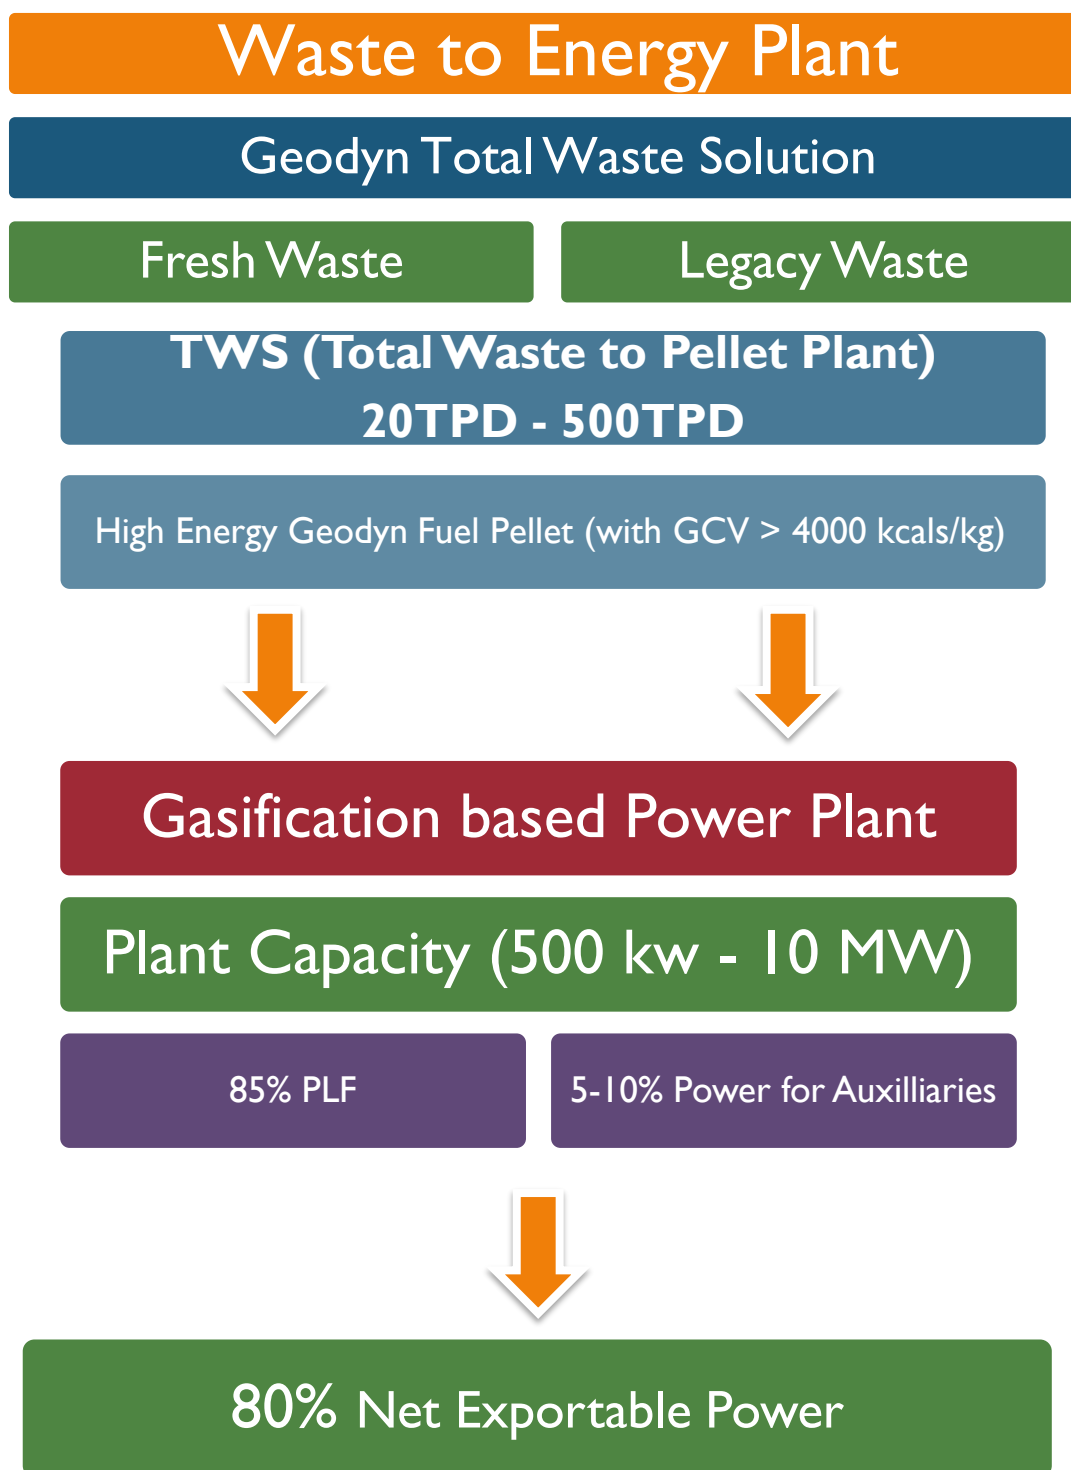 Waste to Energy Plant
Geodyn Total Waste Solution
Fresh Waste
Legacy Waste
TWS (Total Waste to Pellet Plant)
20TPD - 500TPD
High Energy Geodyn Fuel Pellet (with GCV > 4000 kcals/kg)
Gasification based Power Plant
Plant Capacity (500 kw - 10 MW)
85% PLF
5-10% Power for Auxilliaries
80% Net Exportable Power